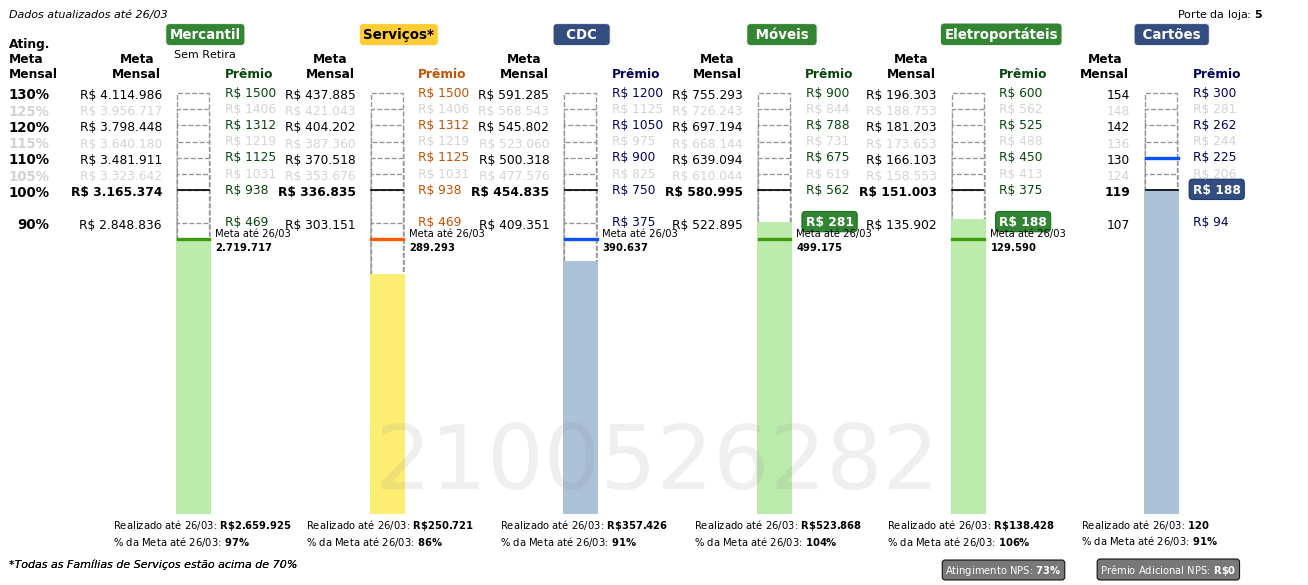 Dados atualizados até 26/03
Porte da loja: 5
Mercantil Serviços* CDC Móveis Eletroportáteis Cartões
Sem Retira
Ating. Meta Mensal
Meta Mensal Prêmio Meta Mensal Prêmio Meta Mensal Prêmio Meta Mensal Prêmio Meta Mensal Prêmio Meta Mensal Prêmio
130% R$ 4.114.986 R$ 1500 R$ 437.885 R$ 1500 R$ 591.285 R$ 1200 R$ 755.293 R$ 900 R$ 196.303 R$ 600 154 R$ 300
125% R$ 3.956.717 R$ 1406 R$ 421.043 R$ 1406 R$ 568.543 R$ 1125 R$ 726.243 R$ 844 R$ 188.753 R$ 562 148 R$ 281
120% R$ 3.798.448 R$ 1312 R$ 404.202 R$ 1312 R$ 545.802 R$ 1050 R$ 697.194 R$ 788 R$ 181.203 R$ 525 142 R$ 262
115% R$ 3.640.180 R$ 1219 R$ 387.360 R$ 1219 R$ 523.060 R$ 975 R$ 668.144 R$ 731 R$ 173.653 R$ 488 136 R$ 244
110% R$ 3.481.911 R$ 1125 R$ 370.518 R$ 1125 R$ 500.318 R$ 900 R$ 639.094 R$ 675 R$ 166.103 R$ 450 130 R$ 225
105% R$ 3.323.642 R$ 1031 R$ 353.676 R$ 1031 R$ 477.576 R$ 825 R$ 610.044 R$ 619 R$ 158.553 R$ 413 124 R$ 206
100% R$ 3.165.374 R$ 938 R$ 336.835 R$ 938 R$ 454.835 R$ 750 R$ 580.995 R$ 562 R$ 151.003 R$ 375 119 R$ 188
90% R$ 2.848.836 R$ 469 R$ 303.151 R$ 469 R$ 409.351 R$ 375 R$ 522.895 R$ 281 R$ 135.902 R$ 188 107 R$ 94
Meta até 26/03 Meta até 26/03 Meta até 26/03 Meta até 26/03 Meta até 26/03
2.719.717 289.293 390.637 499.175 129.590
2100526282
Realizado até 26/03: R$2.659.925 Realizado até 26/03: R$250.721 Realizado até 26/03: R$357.426 Realizado até 26/03: R$523.868 Realizado até 26/03: R$138.428 Realizado até 26/03: 120
% da Meta até 26/03: 97% % da Meta até 26/03: 86% % da Meta até 26/03: 91% % da Meta até 26/03: 104% % da Meta até 26/03: 106% % da Meta até 26/03: 91%
*Todas as Famílias de Serviços estão acima de 70%
Atingimento NPS: 73% Prêmio Adicional NPS: R$0